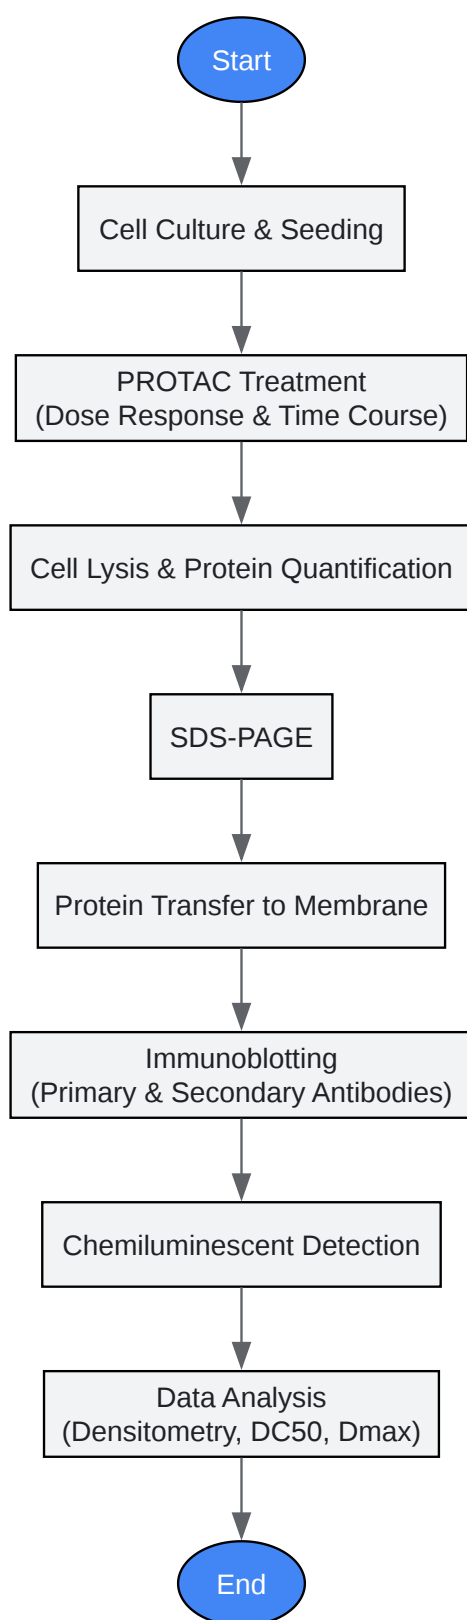 Start
Cell Culture & Seeding
PROTAC Treatment
(Dose Response & Time Course)
Cell Lysis & Protein Quantification
SDS-PAGE
Protein Transfer to Membrane
Immunoblotting
(Primary & Secondary Antibodies)
Chemiluminescent Detection
Data Analysis
(Densitometry, DC50, Dmax)
End